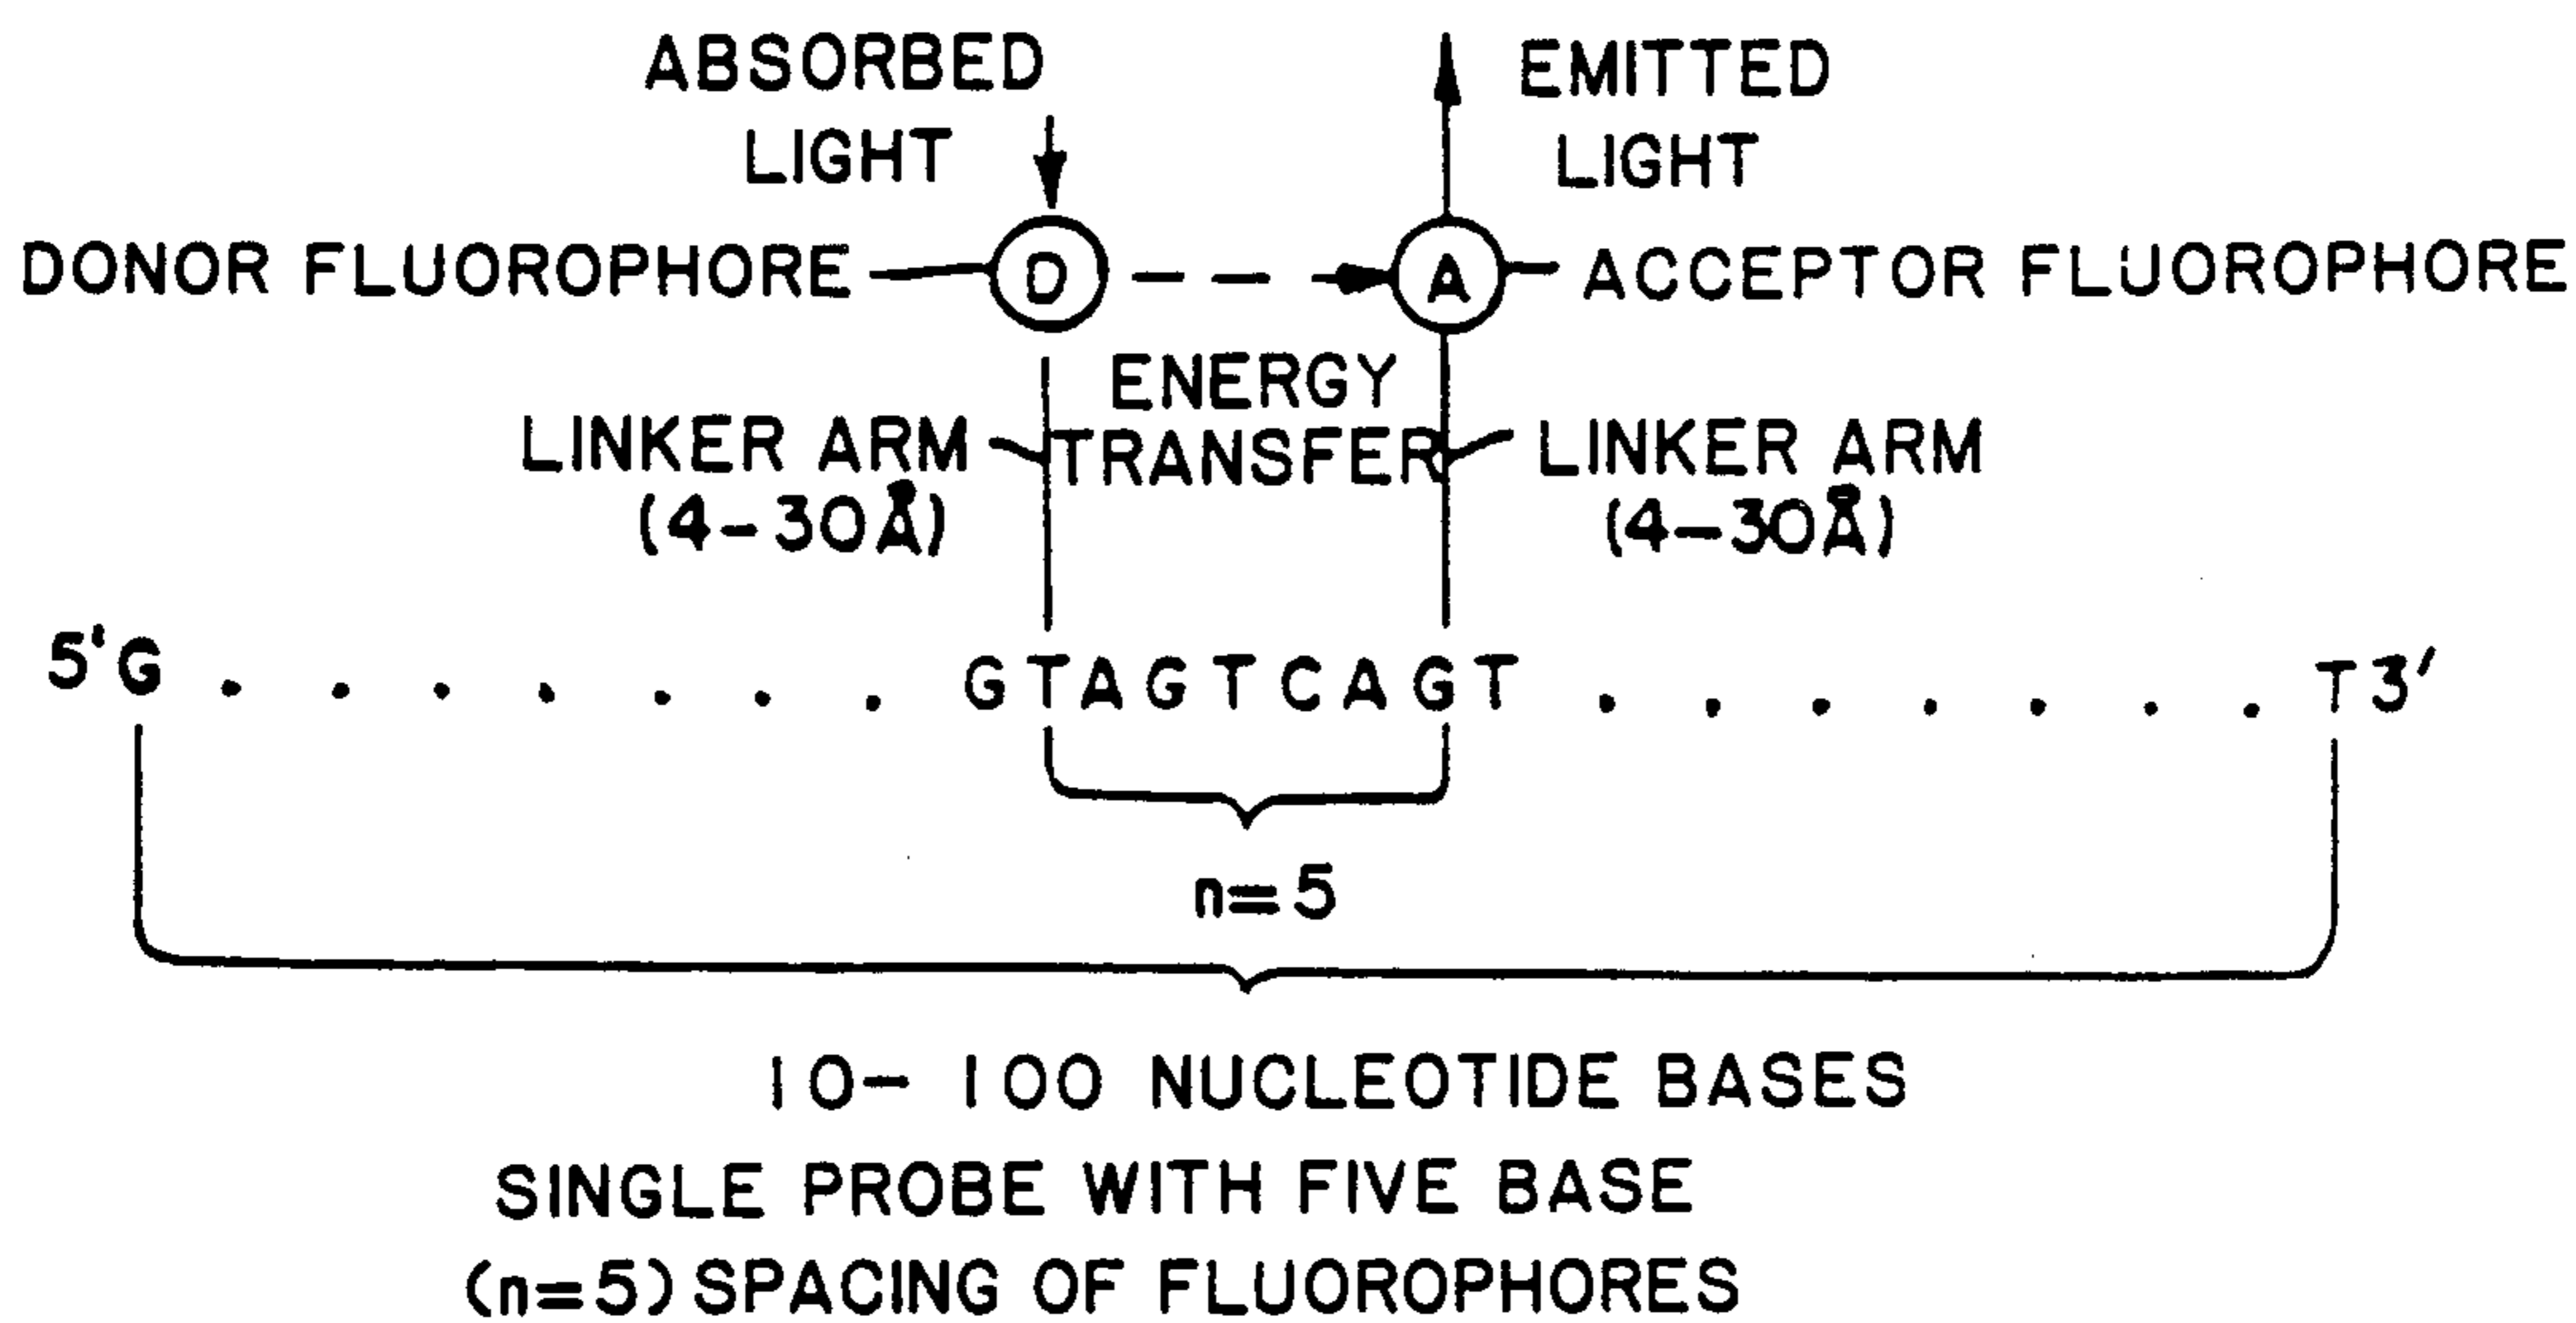 ABSORBED
LIGHT
EMITTED
LIGHT
DONOR FLUOROPHORE
D
A
ACCEPTOR FLUOROPHORE
ENERGY
TRANSFER
LINKER ARM
(4-30Å)
LINKER ARM
(4-30Å)
5'G . . . . . . . GTAGTCAGT . . . . . . . T3'
n=5
10-100 NUCLEOTIDE BASES
SINGLE PROBE WITH FIVE BASE
(n=5) SPACING OF FLUOROPHORES